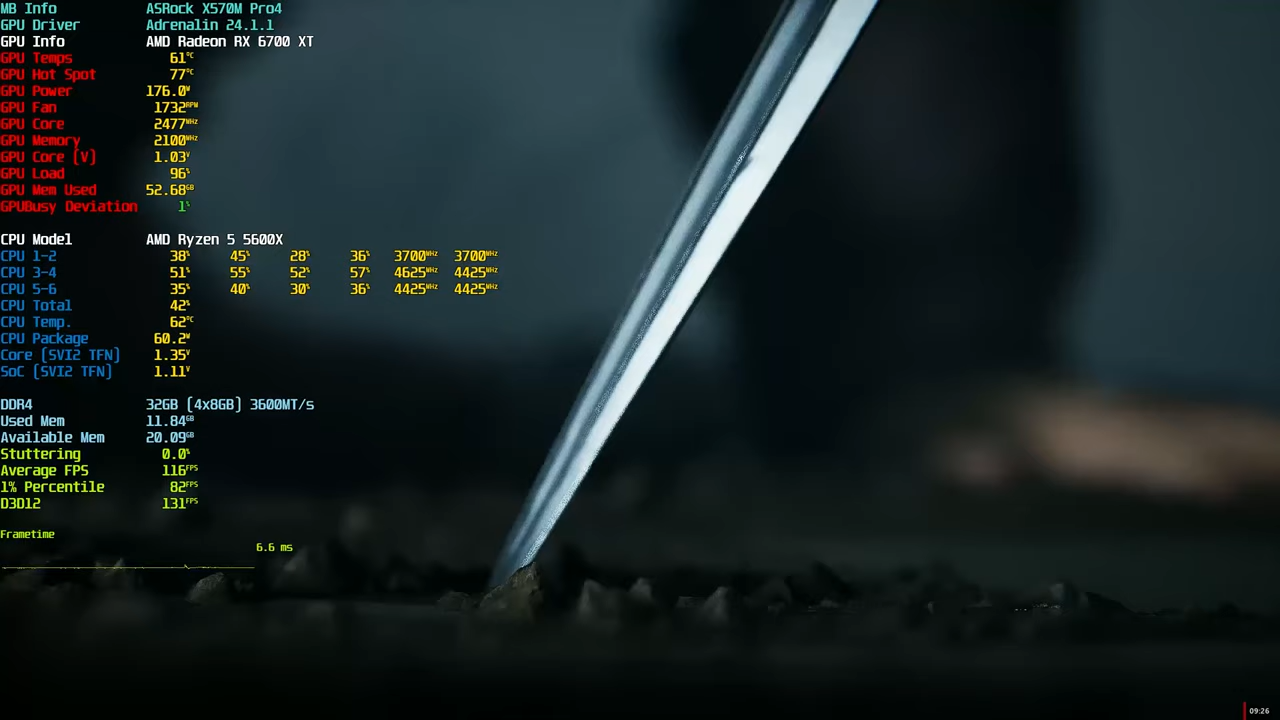 MB Info ASRock X570M Pro4
GPU Driver Adrenalin 24.1.1
GPU Info AMD Radeon RX 6700 XT
GPU Temps 61°C
GPU Hot Spot 77°C
GPU Power 176.0W
GPU Fan 1732RPM
GPU Core 2477MHz
GPU Memory 2100MHz
GPU Core (V) 1.03V
GPU Load 96%
GPU Mem Used 52.68GB
GPUBusy Deviation 1%
CPU Model AMD Ryzen 5 5600X
CPU 1-2 38% 45% 28% 36% 3700MHz 3700MHz
CPU 3-4 51% 55% 52% 57% 4625MHz 4425MHz
CPU 5-6 35% 40% 30% 36% 4425MHz 4425MHz
CPU Total 42%
CPU Temp. 62°C
CPU Package 60.2W
Core (SVI2 TFN) 1.35V
SoC (SVI2 TFN) 1.11V
DDR4 32GB (4x8GB) 3600MT/s
Used Mem 11.84GB
Available Mem 20.09GB
Stuttering 0.0%
Average FPS 116FPS
1% Percentile 82FPS
D3D12 131FPS
Frametime
6.6 ms
09:26